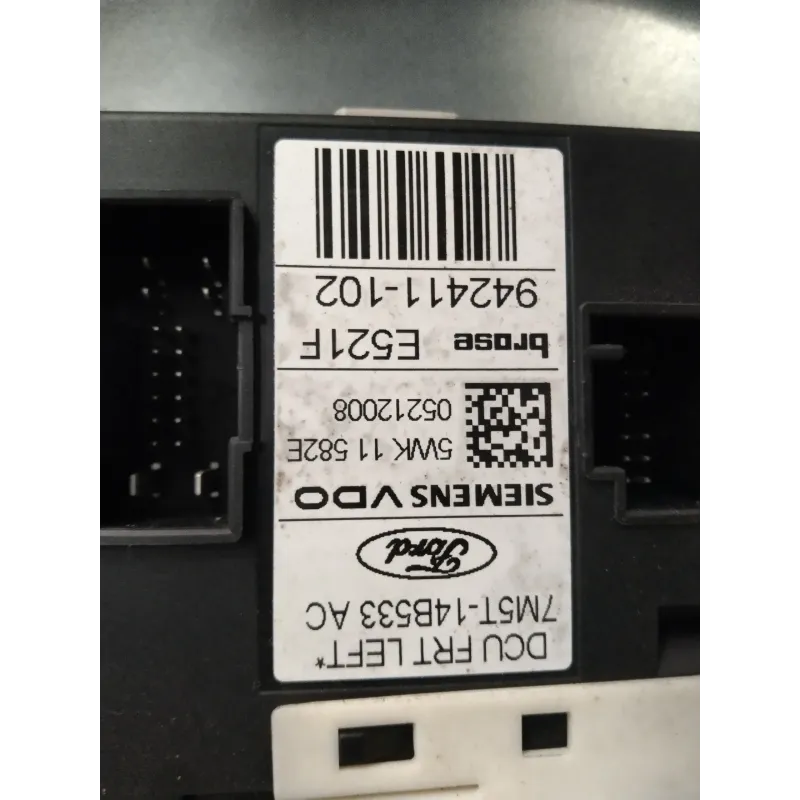 DCU FRT LEFT*
7M5T-14B533 AC
Ford
SIEMENS VDO
5WK 11 582E
05212008
brose E521F
942411-102